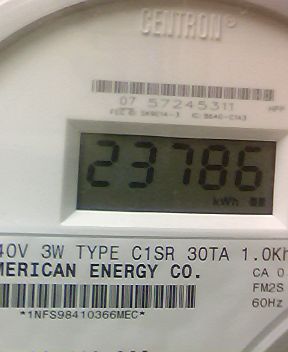 CENTRON®
07 57245311
23786
kWh
40V 3W TYPE C1SR 30TA 1.0Kh
MERICAN ENERGY CO.
CA 0.
FM2S
60Hz
*1NFS98410366MEC*